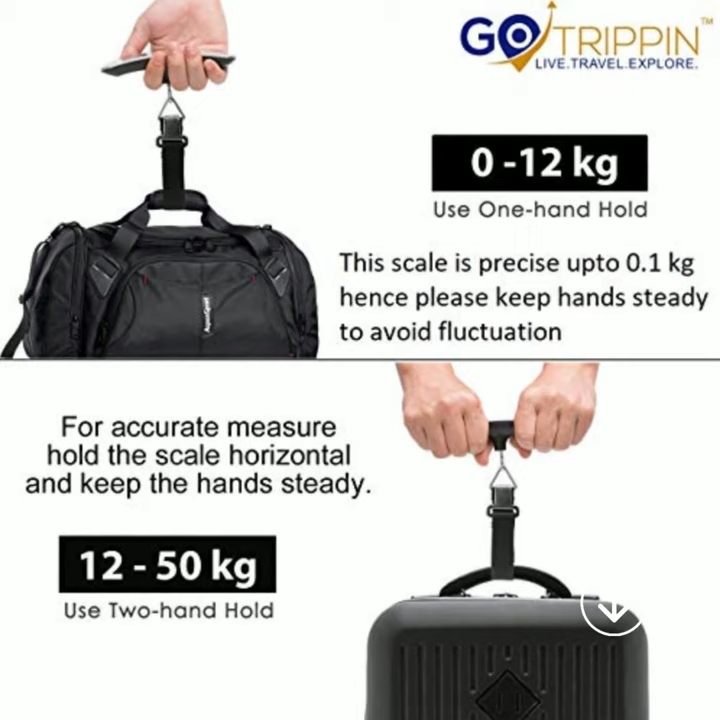 GO TRIPPIN™
LIVE.TRAVEL.EXPLORE.
0 -12 kg
Use One-hand Hold
This scale is precise upto 0.1 kg
hence please keep hands steady
to avoid fluctuation
For accurate measure
hold the scale horizontal
and keep the hands steady.
12 - 50 kg
Use Two-hand Hold